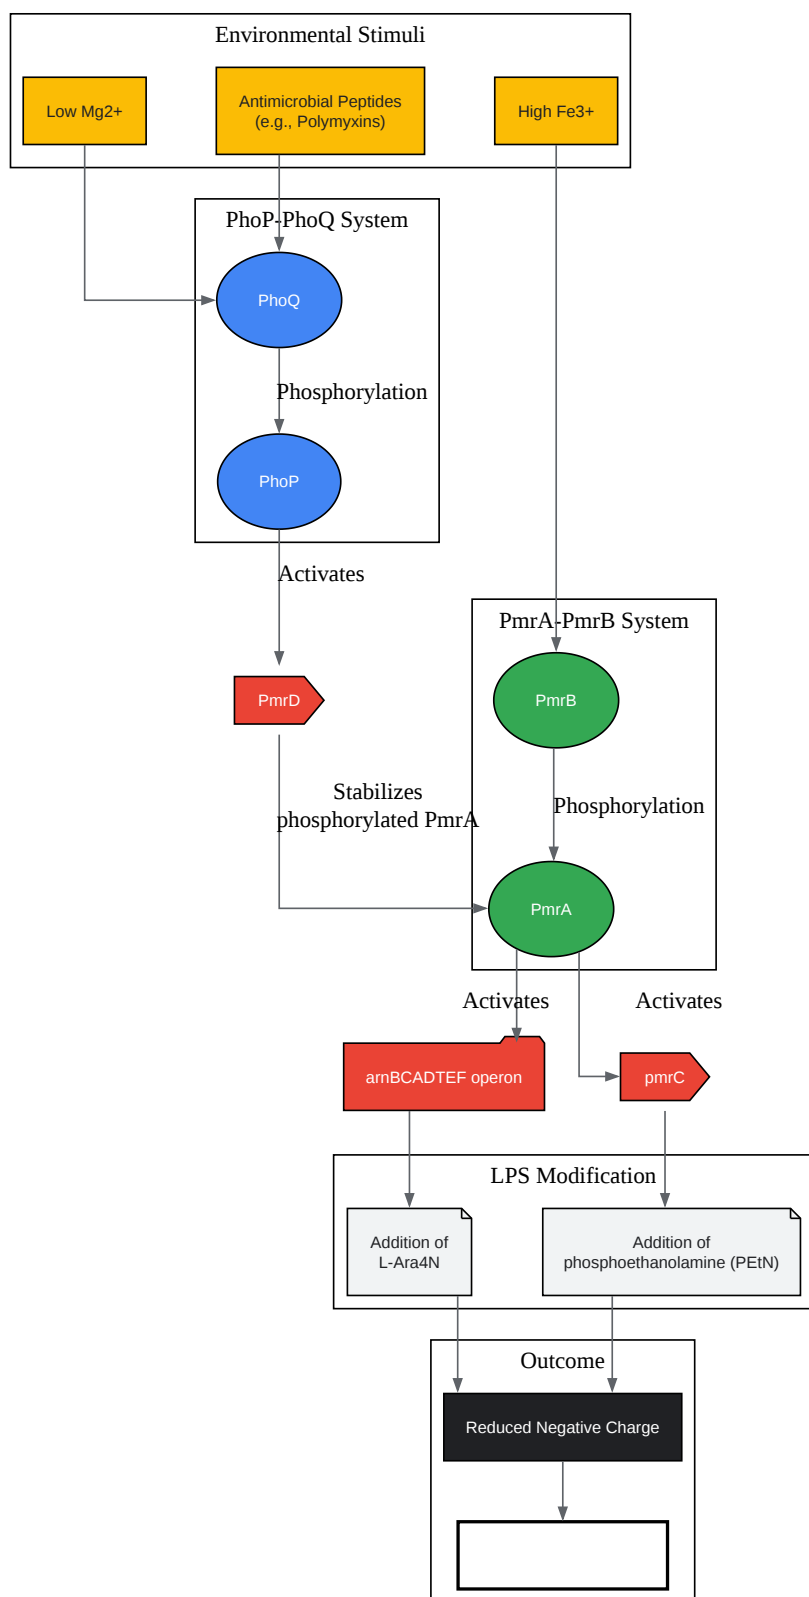 Environmental Stimuli
Low Mg2+
Antimicrobial Peptides
(e.g., Polymyxins)
High Fe3+
PhoP-PhoQ System
PhoQ
Phosphorylation
PhoP
Activates
PmrA-PmrB System
PmrD
PmrB
Stabilizes
phosphorylated PmrA
Phosphorylation
PmrA
Activates
Activates
arnBCADTEF operon
pmrC
LPS Modification
Addition of
L-Ara4N
Addition of
phosphoethanolamine (PEtN)
Outcome
Reduced Negative Charge